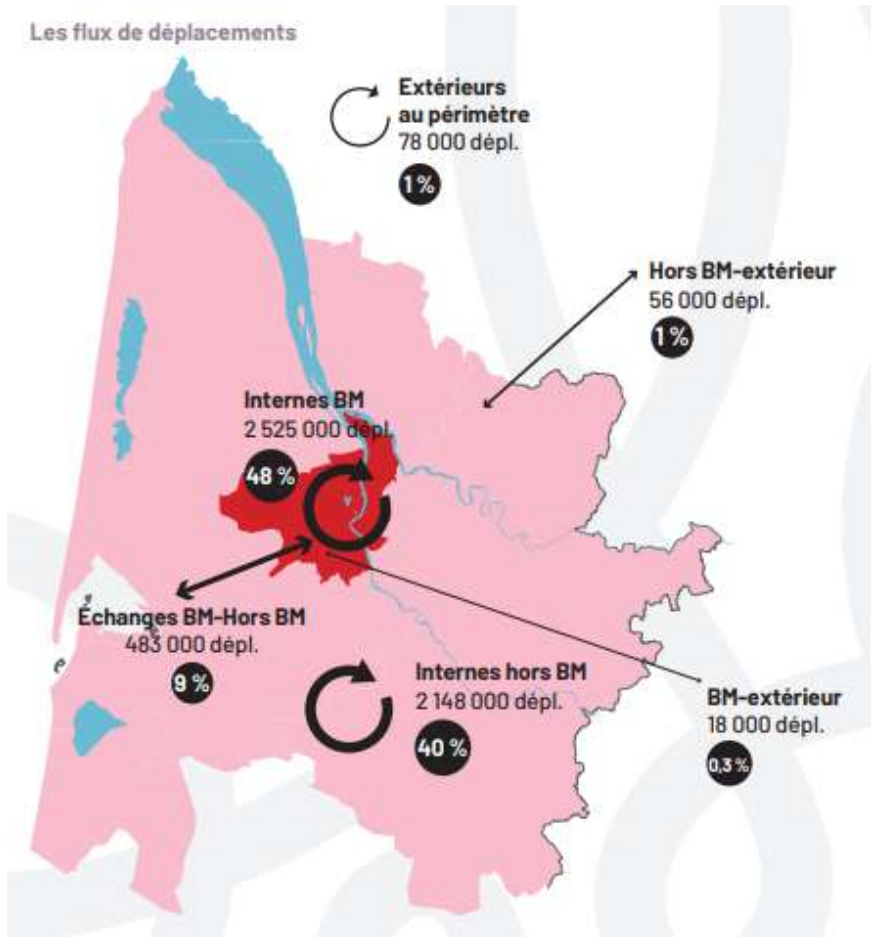 Les flux de déplacements
Extérieurs
au périmètre
78 000 dépl.
1 %
Hors BM-extérieur
56 000 dépl.
1 %
Internes BM
2 525 000 dépl.
48 %
Échanges BM-Hors BM
483 000 dépl.
9 %
Internes hors BM
2 148 000 dépl.
40 %
BM-extérieur
18 000 dépl.
0,3 %